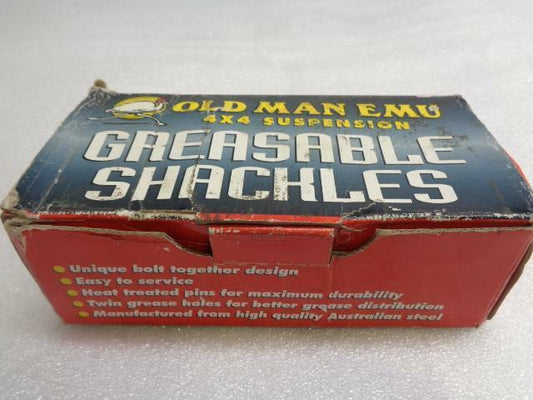 OLD MAN EMU
4X4 SUSPENSION
GREASABLE
SHACKLES
Unique bolt together design
Easy to service
Heat treated pins for maximum durability
Twin grease holes for better grease distribution
Manufactured from high quality Australian steel